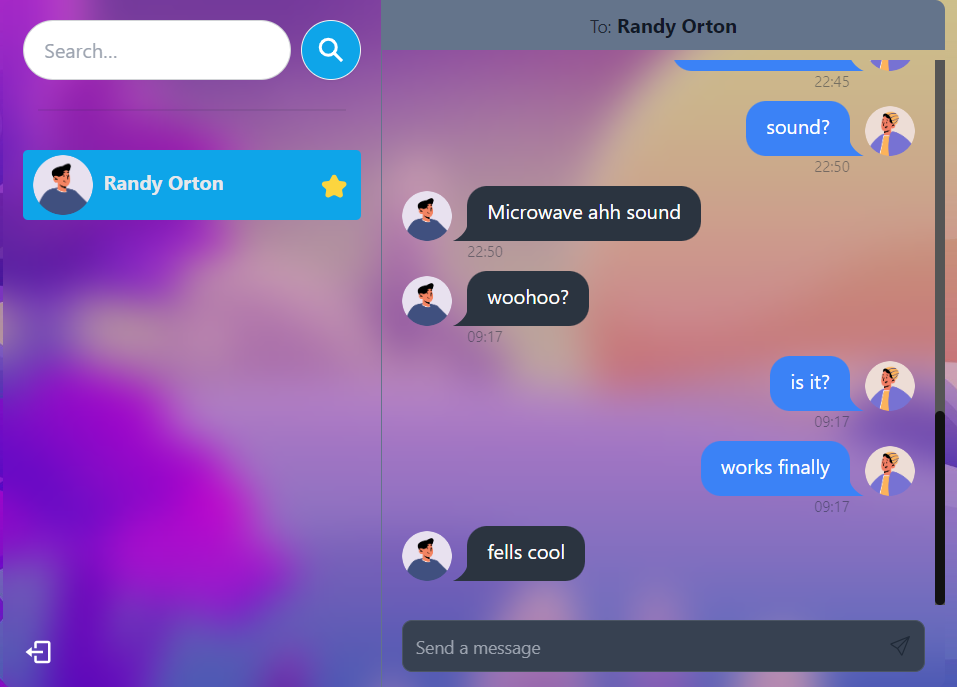 Search...
Randy Orton
To: Randy Orton
22:45
sound?
22:50
Microwave ahh sound
22:50
woohoo?
09:17
is it?
09:17
works finally
09:17
fells cool
Send a message